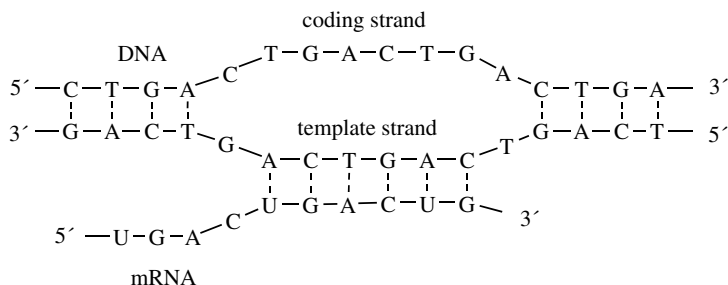 coding strand
DNA
5´ C T G A C T G A C T G A C T G A 3´
3´ G A C T G A C T G A C T G A C T 5´
template strand
5´ U G A C U G A C U G 3´
mRNA